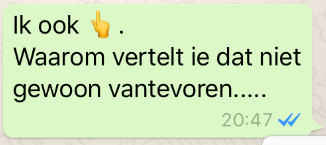 Ik ook 👆 .
Waarom vertelt ie dat niet
gewoon vantevoren.....
20:47